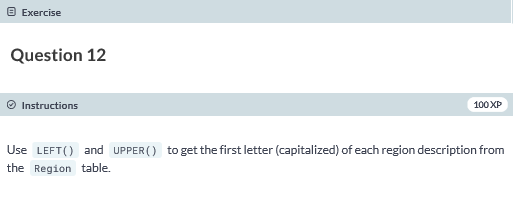 Exercise
Question 12
Instructions
100 XP
Use LEFT() and UPPER() to get the first letter (capitalized) of each region description from
the Region table.